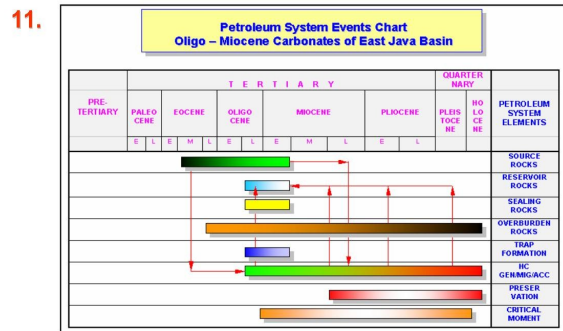 11.
Petroleum System Events Chart
Oligo – Miocene Carbonates of East Java Basin
PRE-
TERTIARY
T E R T I A R Y
QUARTER
NARY
PETROLEUM
SYSTEM
ELEMENTS
PALEO
CENE
EOCENE
OLIGO
CENE
MIOCENE
PLIOCENE
PLEIS
TOCE
NE
HO
LO
CE
NE
E L E M L E L E M L E L
SOURCE
ROCKS
RESERVOIR
ROCKS
SEALING
ROCKS
OVERBURDEN
ROCKS
TRAP
FORMATION
HC
GEN/MIG/ACC
PRESER
VATION
CRITICAL
MOMENT